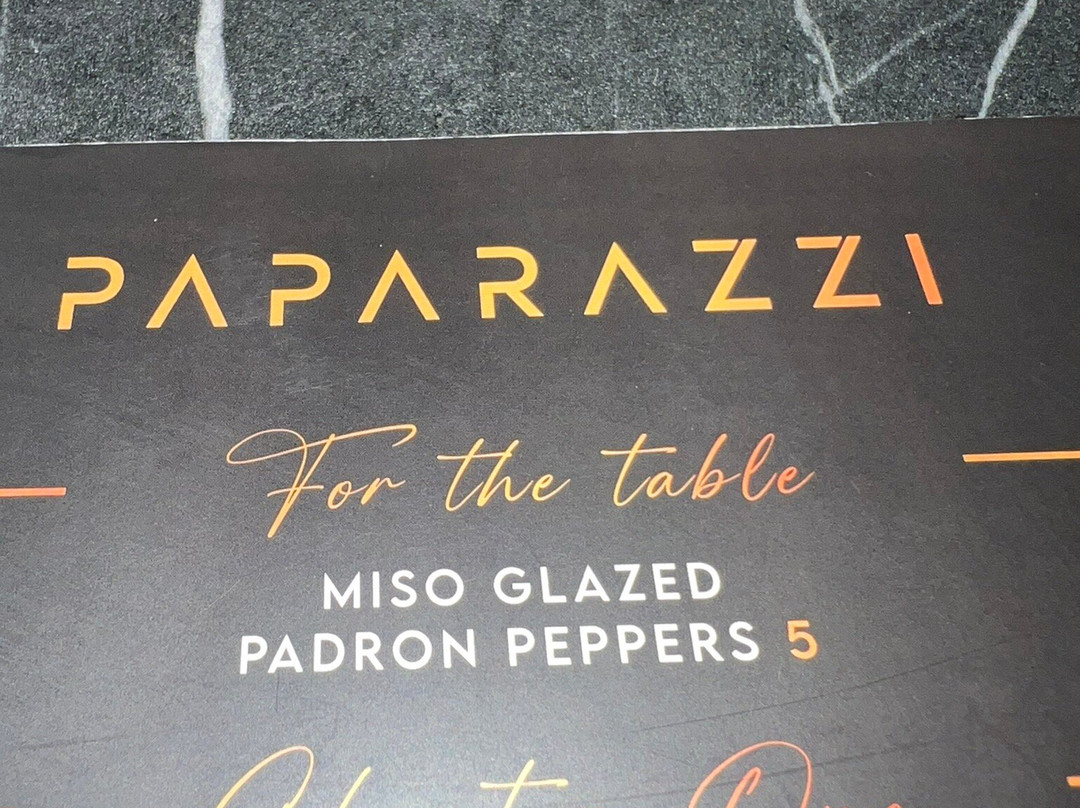 PAPARAZZI
For the table
MISO GLAZED
PADRON PEPPERS 5